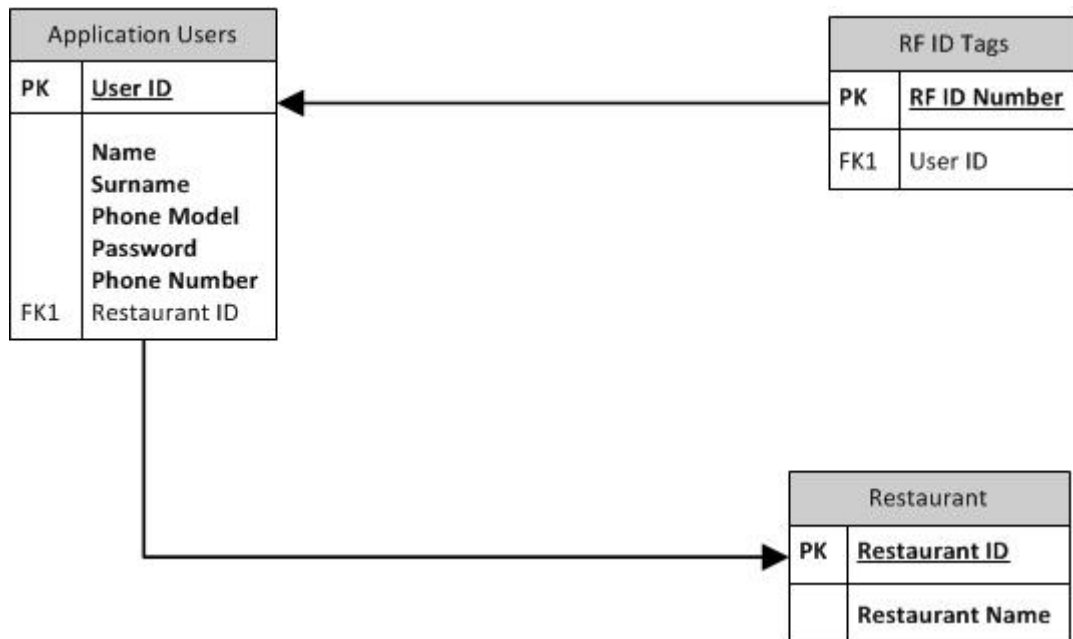 Application Users
PK User ID
Name
Surname
Phone Model
Password
Phone Number
FK1 Restaurant ID
RF ID Tags
PK RF ID Number
FK1 User ID
Restaurant
PK Restaurant ID
Restaurant Name